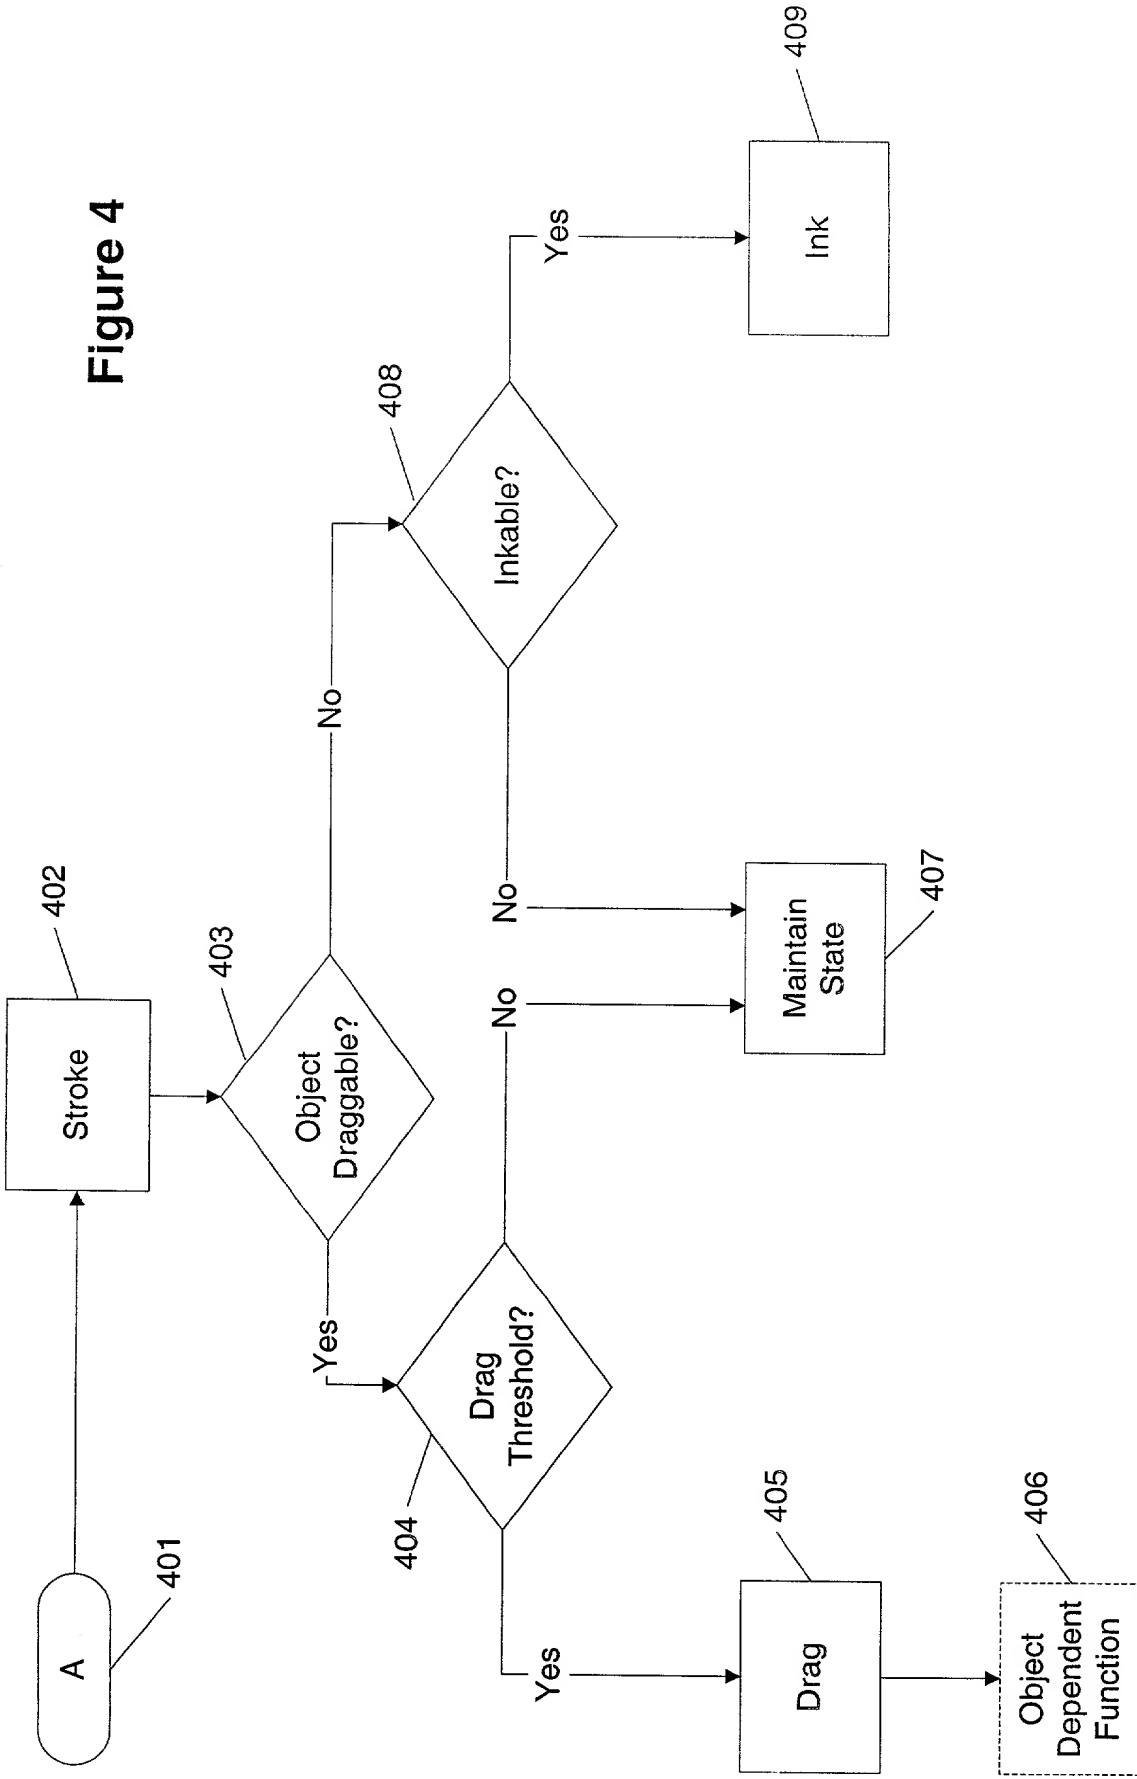 Figure 4
A
401
Stroke
402
Object
Draggable?
403
Yes
No
Drag
Threshold?
404
Inkable?
408
Yes
No
No
Yes
Drag
405
Maintain
State
407
Ink
409
Object
Dependent
Function
406